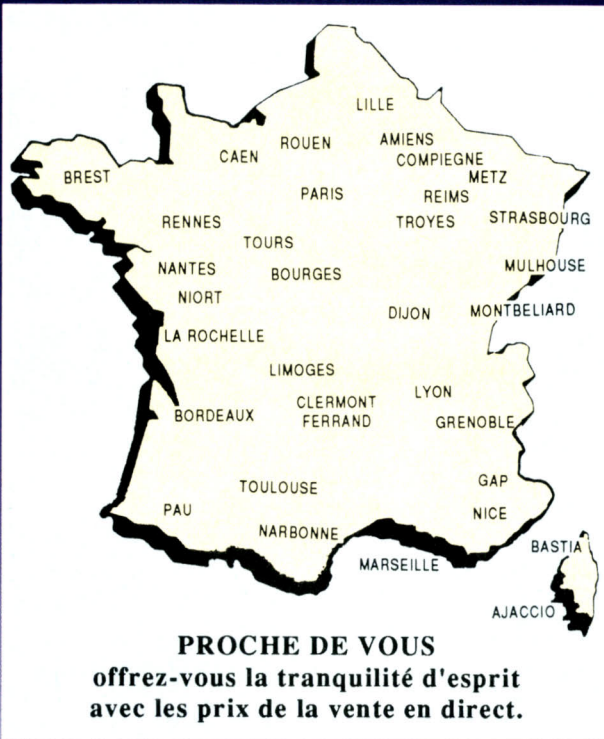 LILLE
ROUEN
AMIENS
CAEN
COMPIEGNE
BREST
METZ
PARIS
REIMS
RENNES
TROYES
STRASBOURG
TOURS
NANTES
BOURGES
MULHOUSE
NIORT
DIJON
MONTBELIARD
LA ROCHELLE
LIMOGES
LYON
CLERMONT
FERRAND
BORDEAUX
GRENOBLE
TOULOUSE
GAP
PAU
NICE
NARBONNE
BASTIA
MARSEILLE
AJACCIO
PROCHE DE VOUS
offrez-vous la tranquilité d'esprit
avec les prix de la vente en direct.